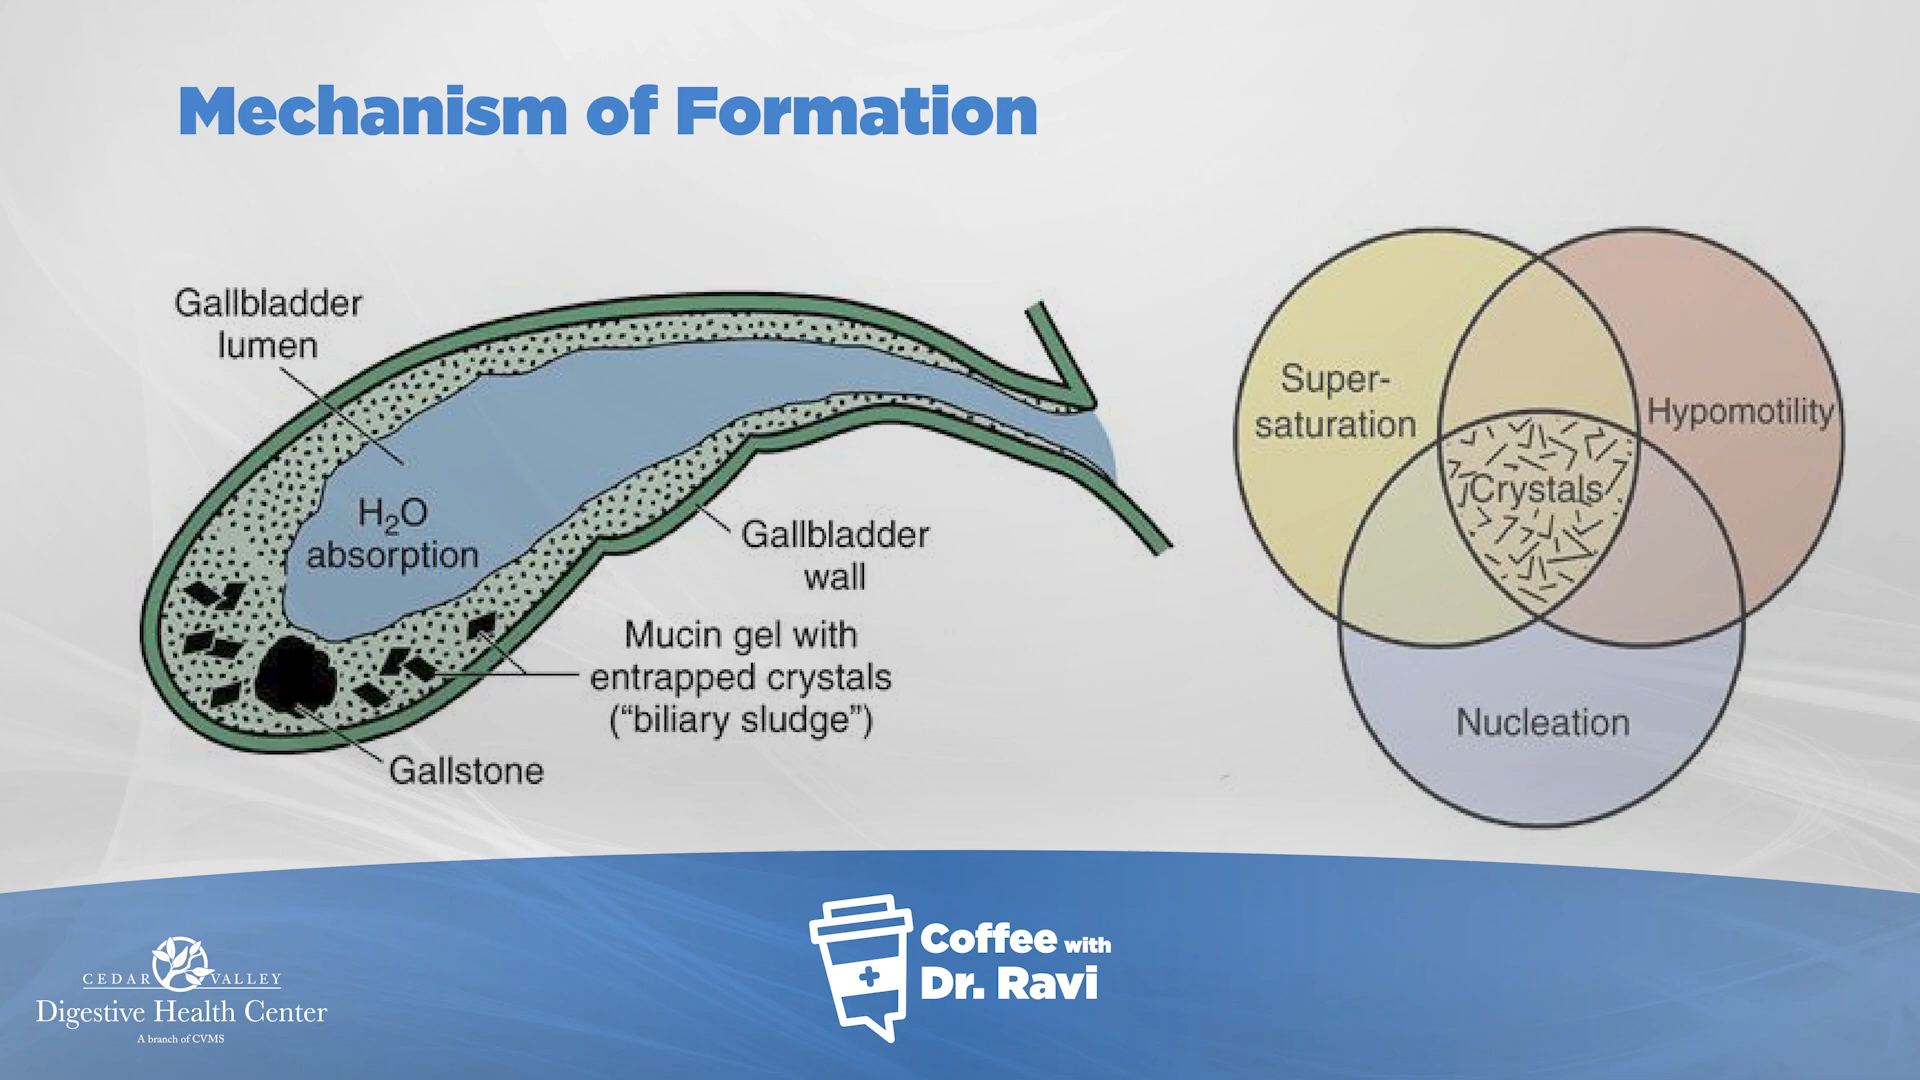 Mechanism of Formation
Gallbladder
lumen
H₂O
absorption
Gallbladder
wall
Mucin gel with
entrapped crystals
(“biliary sludge”)
Gallstone
Super-
saturation
Hypomotility
Crystals
Nucleation
CEDAR VALLEY
Digestive Health Center
A branch of CVMS
Coffee with
Dr. Ravi